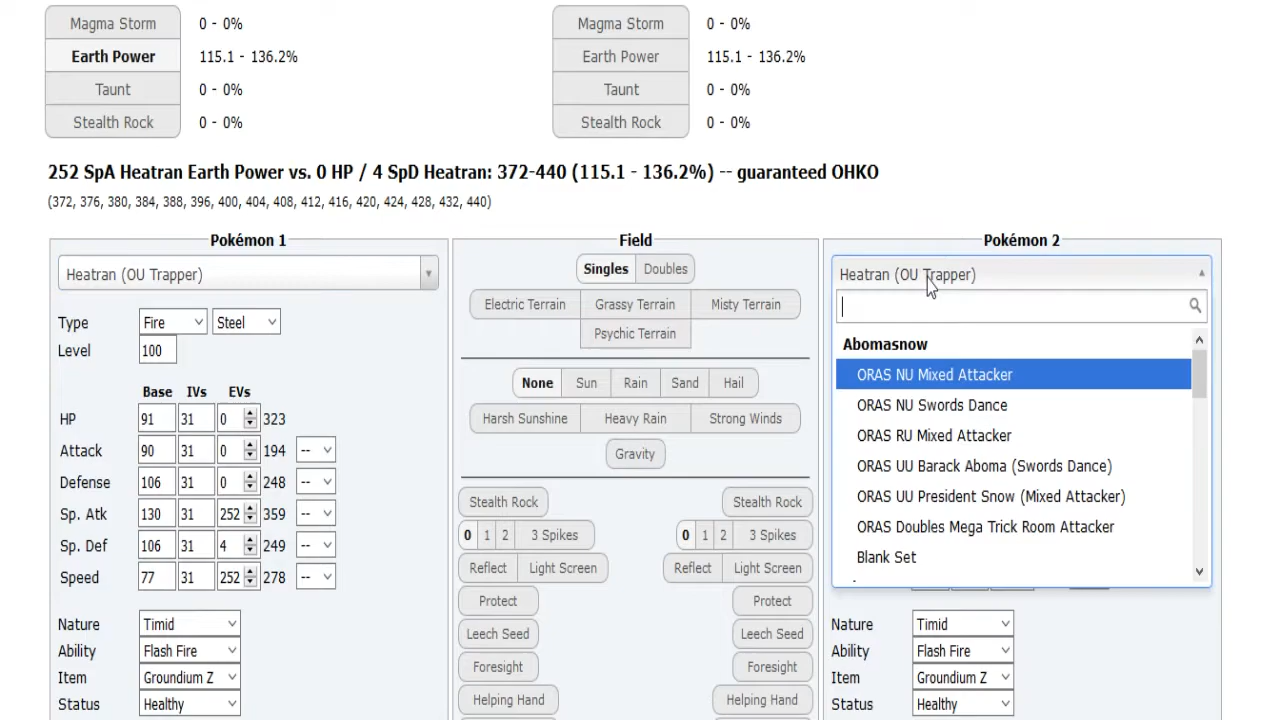 Magma Storm 0 - 0% Magma Storm 0 - 0%
Earth Power 115.1 - 136.2% Earth Power 115.1 - 136.2%
Taunt 0 - 0% Taunt 0 - 0%
Stealth Rock 0 - 0% Stealth Rock 0 - 0%
252 SpA Heatran Earth Power vs. 0 HP / 4 SpD Heatran: 372-440 (115.1 - 136.2%) -- guaranteed OHKO
(372, 376, 380, 384, 388, 396, 400, 404, 408, 412, 416, 420, 424, 428, 432, 440)
Pokémon 1
Heatran (OU Trapper)
Type Fire Steel
Level 100
Base IVs EVs
HP 91 31 0 323
Attack 90 31 0 194 --
Defense 106 31 0 248 --
Sp. Atk 130 31 252 359 --
Sp. Def 106 31 4 249 --
Speed 77 31 252 278 --
Nature Timid
Ability Flash Fire
Item Groundium Z
Status Healthy
Field
Singles Doubles
Electric Terrain Grassy Terrain Misty Terrain
Psychic Terrain
None Sun Rain Sand Hail
Harsh Sunshine Heavy Rain Strong Winds
Gravity
Stealth Rock Stealth Rock
0 1 2 3 Spikes 0 1 2 3 Spikes
Reflect Light Screen Reflect Light Screen
Protect Protect
Leech Seed Leech Seed
Foresight Foresight
Helping Hand Helping Hand
Pokémon 2
Heatran (OU Trapper)
Abomasnow
ORAS NU Mixed Attacker
ORAS NU Swords Dance
ORAS RU Mixed Attacker
ORAS UU Barack Aboma (Swords Dance)
ORAS UU President Snow (Mixed Attacker)
ORAS Doubles Mega Trick Room Attacker
Blank Set
Nature Timid
Ability Flash Fire
Item Groundium Z
Status Healthy